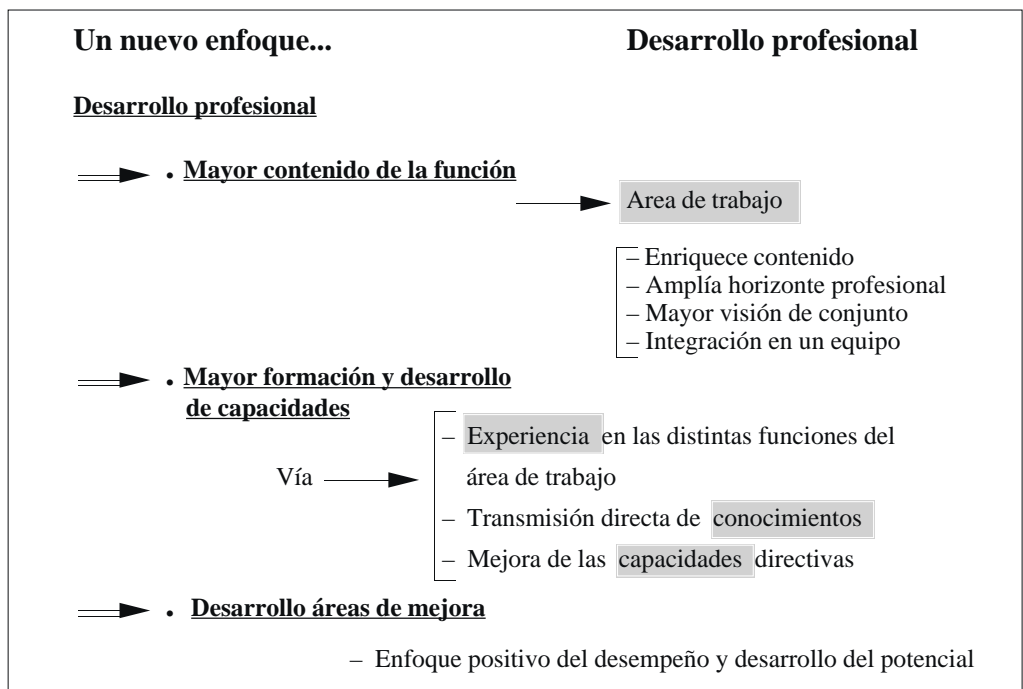 Un nuevo enfoque...
Desarrollo profesional
Desarrollo profesional
. Mayor contenido de la función
Area de trabajo
– Enriquece contenido
– Amplía horizonte profesional
– Mayor visión de conjunto
– Integración en un equipo
. Mayor formación y desarrollo
de capacidades
Vía
– Experiencia en las distintas funciones del
área de trabajo
– Transmisión directa de conocimientos
– Mejora de las capacidades directivas
. Desarrollo áreas de mejora
– Enfoque positivo del desempeño y desarrollo del potencial